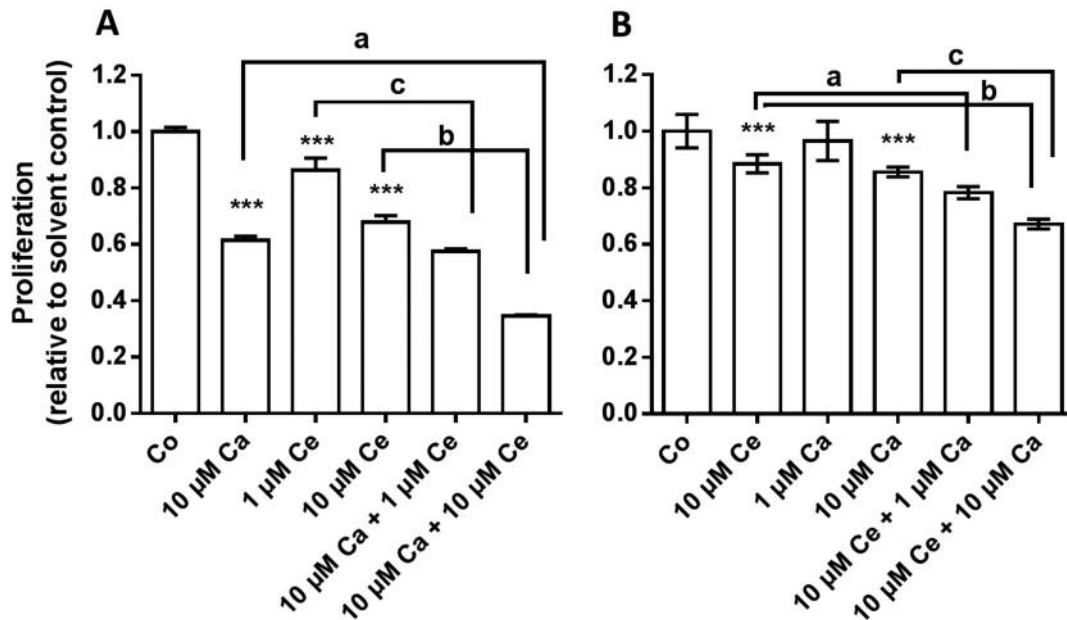 A
a
c
b
***
***
***
1.2
1.0
0.8
0.6
0.4
0.2
0.0
Proliferation
(relative to solvent control)
Co
10 µM Ca
1 µM Ce
10 µM Ce
10 µM Ca + 1 µM Ce
10 µM Ca + 10 µM Ce
B
c
a
b
***
***
1.2
1.0
0.8
0.6
0.4
0.2
0.0
Co
10 µM Ce
1 µM Ca
10 µM Ca
10 µM Ce + 1 µM Ca
10 µM Ce + 10 µM Ca